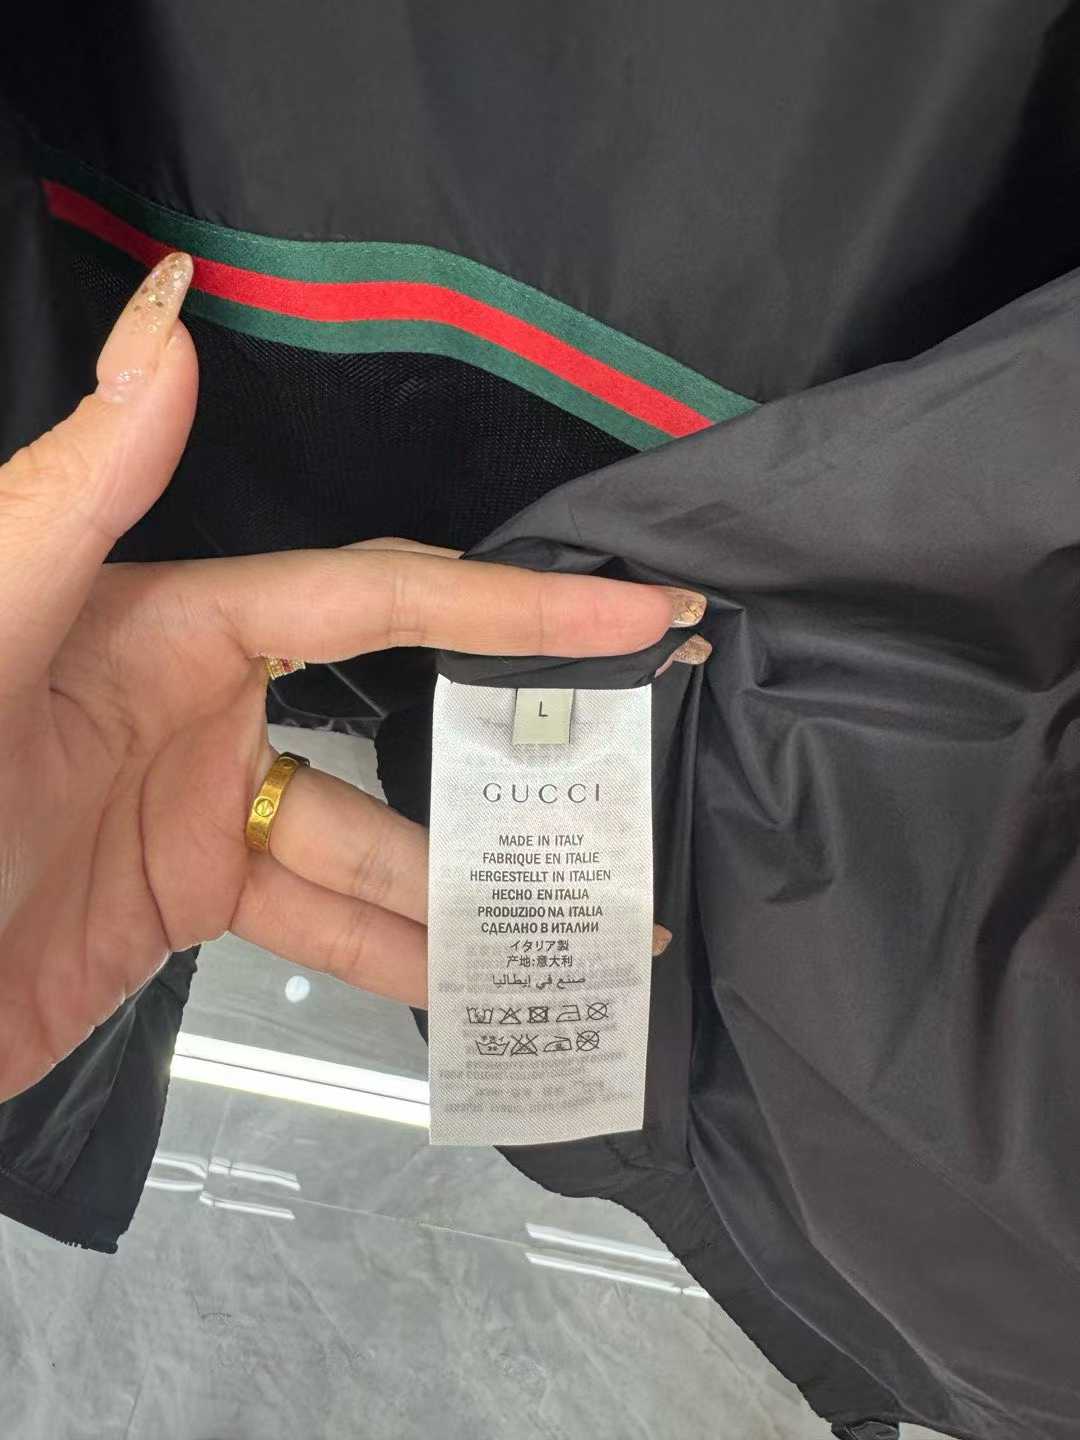 L
GUCCI
MADE IN ITALY
FABRIQUE EN ITALIE
HERGESTELLT IN ITALIEN
HECHO EN ITALIA
PRODUZIDO NA ITALIA
СДЕЛАНО В ИТАЛИИ
イタリア製
产地:意大利
صنع في إيطاليا